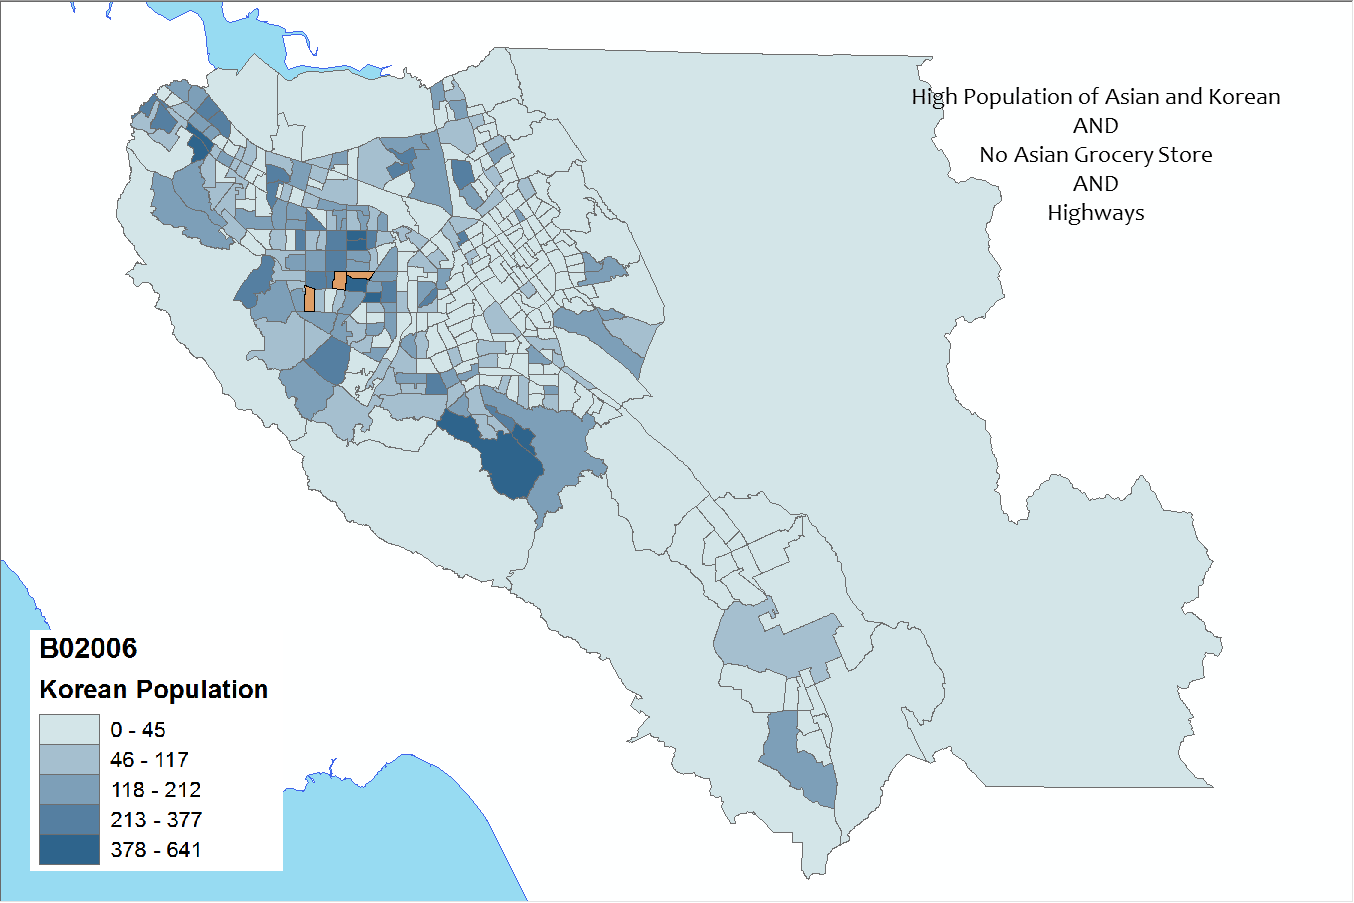 High Population of Asian and Korean
AND
No Asian Grocery Store
AND
Highways
B02006
Korean Population
0 - 45
46 - 117
118 - 212
213 - 377
378 - 641